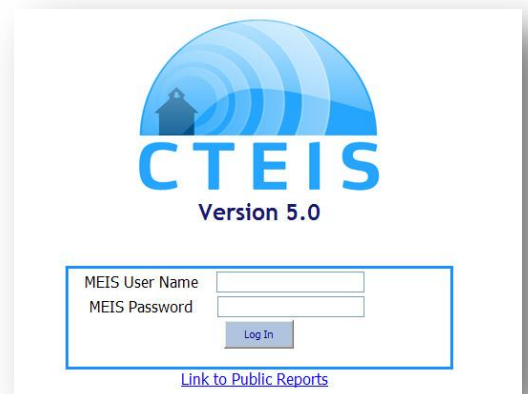 CTEIS
Version 5.0
MEIS User Name
MEIS Password
Log In
Link to Public Reports